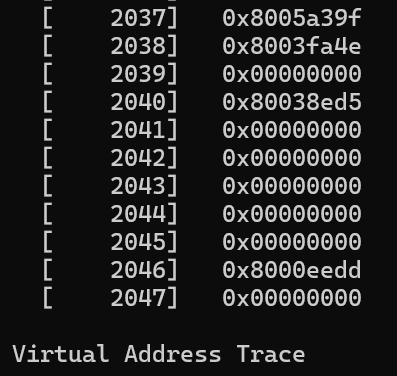 [    2037]   0x8005a39f
[    2038]   0x8003fa4e
[    2039]   0x00000000
[    2040]   0x80038ed5
[    2041]   0x00000000
[    2042]   0x00000000
[    2043]   0x00000000
[    2044]   0x00000000
[    2045]   0x00000000
[    2046]   0x8000eedd
[    2047]   0x00000000
Virtual Address Trace